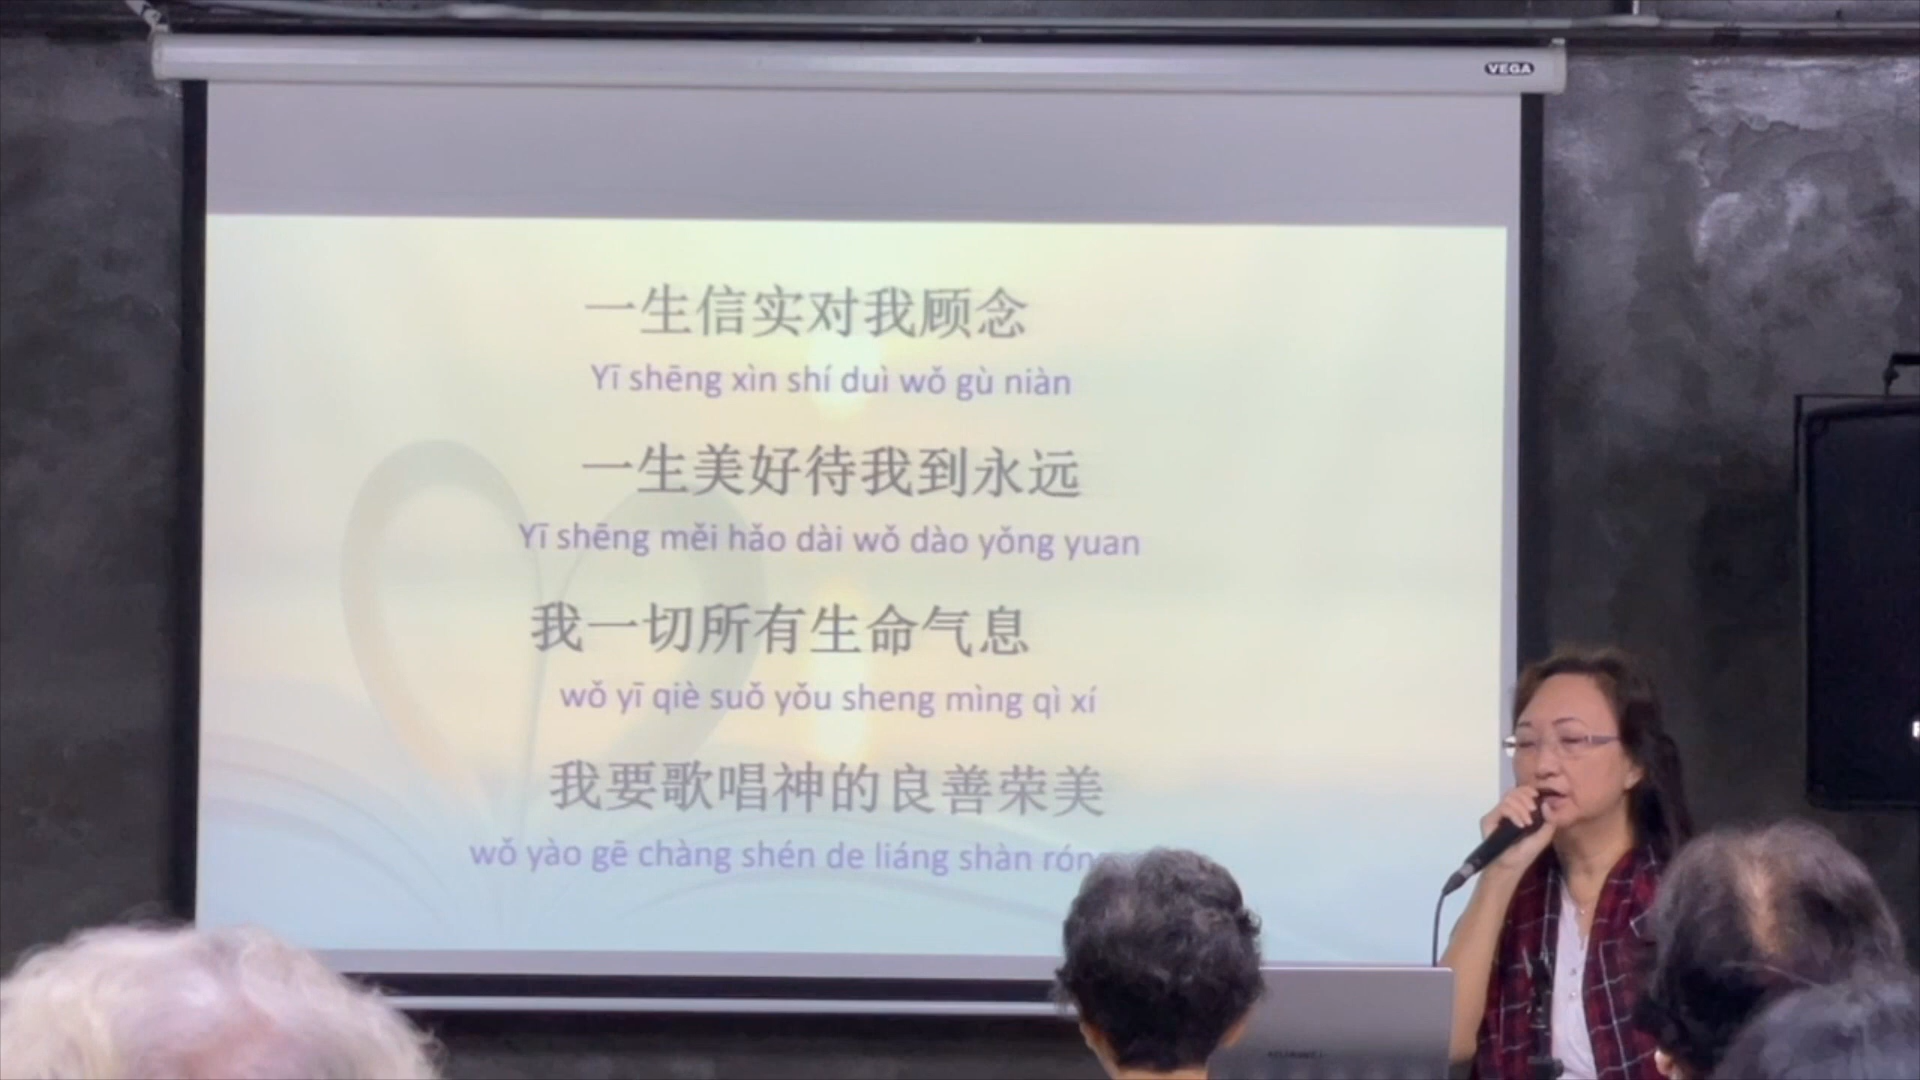 VEGA
一生信实对我顾念
Yī shēng xìn shí duì wǒ gù niàn
一生美好待我到永远
Yī shēng měi hǎo dài wǒ dào yǒng yuan
我一切所有生命气息
wǒ yī qiè suǒ yǒu sheng mìng qì xí
我要歌唱神的良善荣美
wǒ yào gē chàng shén de liáng shàn